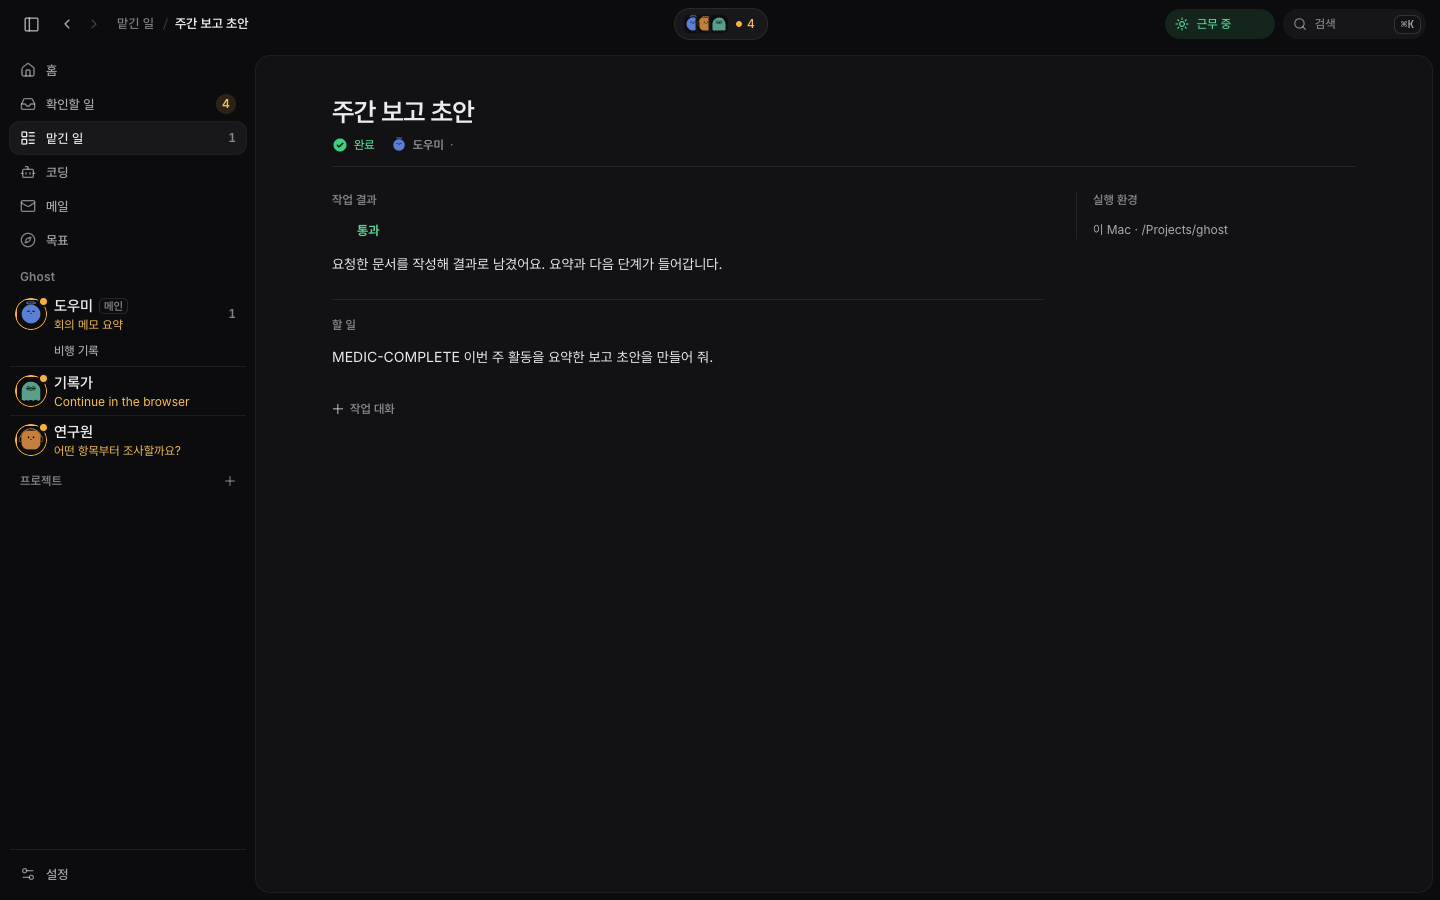 맡긴 일 / 주간 보고 초안
4
근무 중
검색
⌘K
홈
확인할 일
4
맡긴 일
1
코딩
메일
목표
Ghost
도우미 메인
회의 메모 요약
1
비행 기록
기록가
Continue in the browser
연구원
어떤 항목부터 조사할까요?
프로젝트
설정
주간 보고 초안
완료
도우미 ·
작업 결과
통과
요청한 문서를 작성해 결과로 남겼어요. 요약과 다음 단계가 들어갑니다.
할 일
MEDIC-COMPLETE 이번 주 활동을 요약한 보고 초안을 만들어 줘.
작업 대화
실행 환경
이 Mac · /Projects/ghost